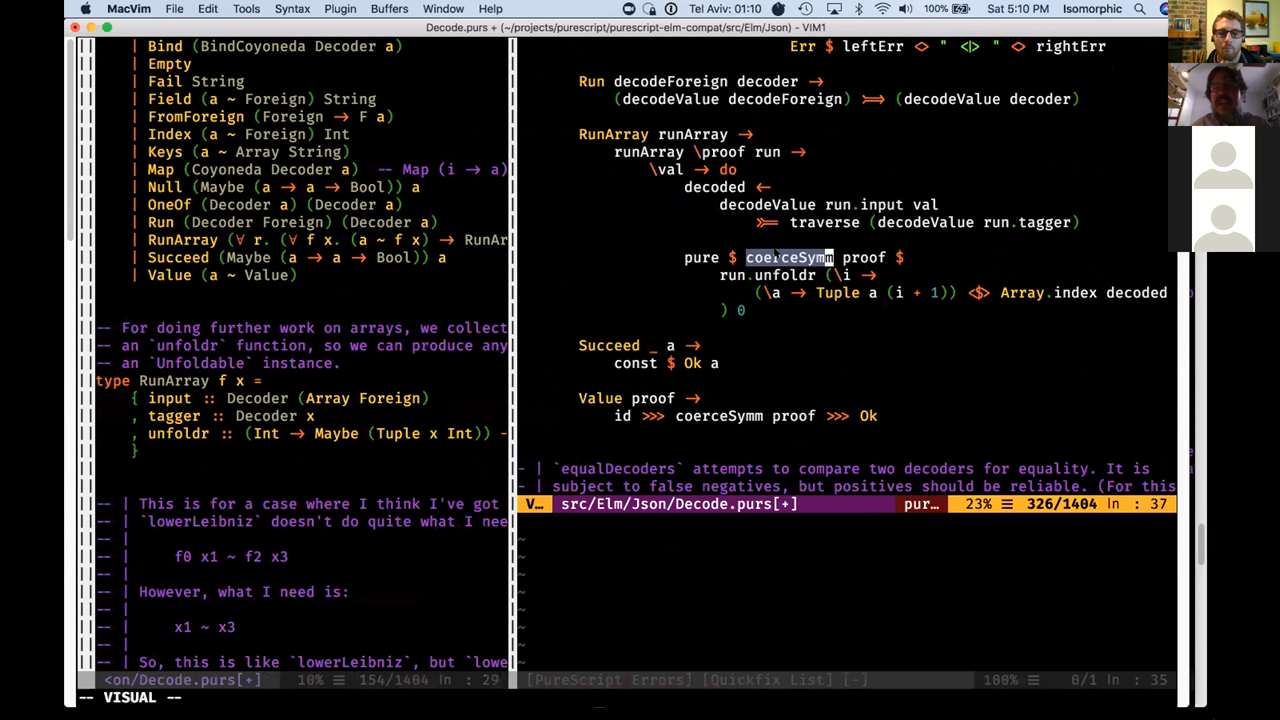 MacVim File Edit Tools Syntax Plugin Buffers Window Help Tel Aviv: 01:10 100% Sat 5:10 PM Isomorphic
Decode.purs + (~/projects/purescript/purescript-elm-compat/src/Elm/Json) - VIM1
| Bind (BindCoyoneda Decoder a)
| Empty
| Fail String
| Field (a ~ Foreign) String
| FromForeign (Foreign → F a)
| Index (a ~ Foreign) Int
| Keys (a ~ Array String)
| Map (Coyoneda Decoder a) -- Map (i → a)
| Null (Maybe (a → a → Bool)) a
| OneOf (Decoder a) (Decoder a)
| Run (Decoder Foreign) (Decoder a)
| RunArray (∀ r. (∀ f x. (a ~ f x) → RunAr
| Succeed (Maybe (a → a → Bool)) a
| Value (a ~ Value)
-- For doing further work on arrays, we collect
-- an `unfoldr` function, so we can produce any
-- an `Unfoldable` instance.
type RunArray f x =
{ input :: Decoder (Array Foreign)
, tagger :: Decoder x
, unfoldr :: (Int → Maybe (Tuple x Int)) -
}
-- | This is for a case where I think I've got
-- | `lowerLeibniz` doesn't do quite what I nee
-- |
-- | f0 x1 ~ f2 x3
-- |
-- | However, what I need is:
-- |
-- | x1 ~ x3
-- |
-- | So, this is like `lowerLeibniz`, but `lowe
<on/Decode.purs[+] 10% ☰ 154/1404 ln : 29
-- VISUAL --
Err $ leftErr <> " <|> " <> rightErr
Run decodeForeign decoder →
(decodeValue decodeForeign) >=> (decodeValue decoder)
RunArray runArray →
runArray \proof run →
\val → do
decoded ←
decodeValue run.input val
>>= traverse (decodeValue run.tagger)
pure $ coerceSymm proof $
run.unfoldr (\i →
(\a → Tuple a (i + 1)) <$> Array.index decoded
) 0
Succeed _ a →
const $ Ok a
Value proof →
id >>> coerceSymm proof >>> Ok
- | `equalDecoders` attempts to compare two decoders for equality. It is
- | subject to false negatives, but positives should be reliable. (For this
V… src/Elm/Json/Decode.purs[+] pur… 23% ☰ 326/1404 ln : 37
~
~
~
~
~
~
~
~
[PureScript Errors] [Quickfix List] [-] 100% ☰ 0/1 ln : 35